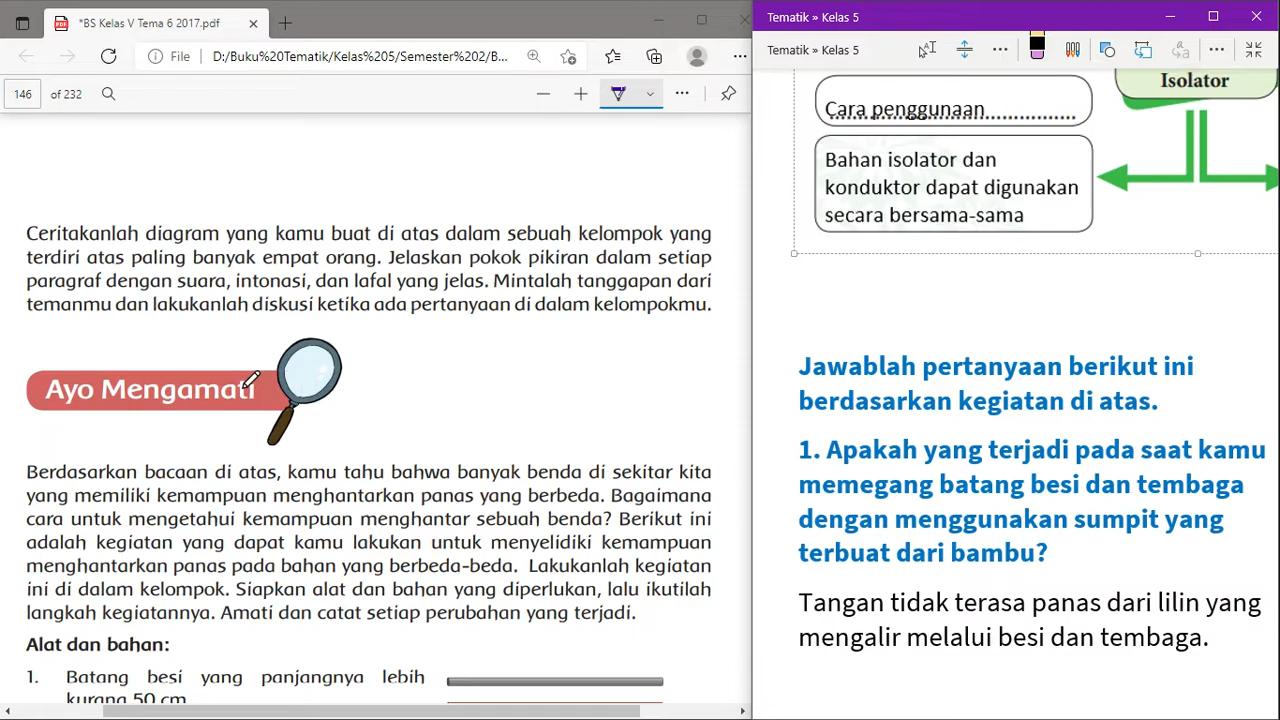 *BS Kelas V Tema 6 2017.pdf
File
D:/Buku%20Tematik/Kelas%205/Semester%202/B...
146 of 232
Ceritakanlah diagram yang kamu buat di atas dalam sebuah kelompok yang
terdiri atas paling banyak empat orang. Jelaskan pokok pikiran dalam setiap
paragraf dengan suara, intonasi, dan lafal yang jelas. Mintalah tanggapan dari
temanmu dan lakukanlah diskusi ketika ada pertanyaan di dalam kelompokmu.
Ayo Mengamati
Berdasarkan bacaan di atas, kamu tahu bahwa banyak benda di sekitar kita
yang memiliki kemampuan menghantarkan panas yang berbeda. Bagaimana
cara untuk mengetahui kemampuan menghantar sebuah benda? Berikut ini
adalah kegiatan yang dapat kamu lakukan untuk menyelidiki kemampuan
menghantarkan panas pada bahan yang berbeda-beda. Lakukanlah kegiatan
ini di dalam kelompok. Siapkan alat dan bahan yang diperlukan, lalu ikutilah
langkah kegiatannya. Amati dan catat setiap perubahan yang terjadi.
Alat dan bahan:
1. Batang besi yang panjangnya lebih
kurang 50 cm
Tematik » Kelas 5
Tematik » Kelas 5
Isolator
Cara penggunaan
Bahan isolator dan
konduktor dapat digunakan
secara bersama-sama
Jawablah pertanyaan berikut ini
berdasarkan kegiatan di atas.
1. Apakah yang terjadi pada saat kamu
memegang batang besi dan tembaga
dengan menggunakan sumpit yang
terbuat dari bambu?
Tangan tidak terasa panas dari lilin yang
mengalir melalui besi dan tembaga.